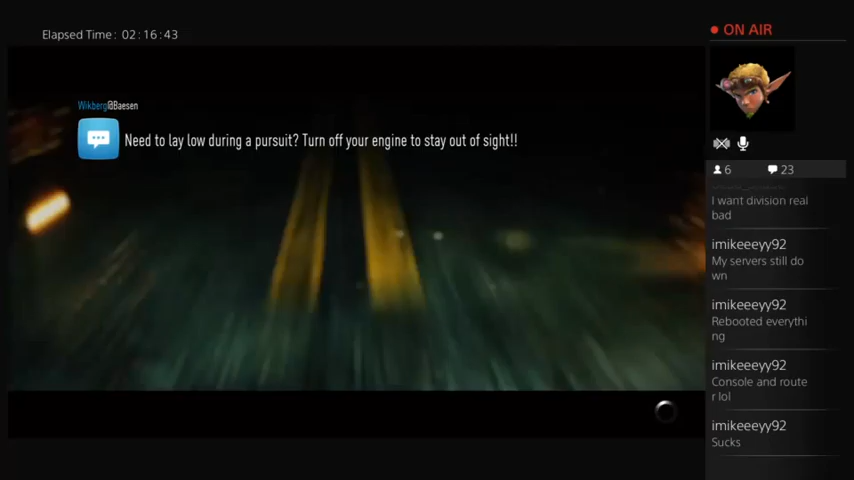 Elapsed Time: 02:16:43
ON AIR
Wikberg@Baesen
Need to lay low during a pursuit? Turn off your engine to stay out of sight!!
6 23
I want division real
bad
imikeeeyy92
My servers still do
wn
imikeeeyy92
Rebooted everythi
ng
imikeeeyy92
Console and route
r lol
imikeeeyy92
Sucks